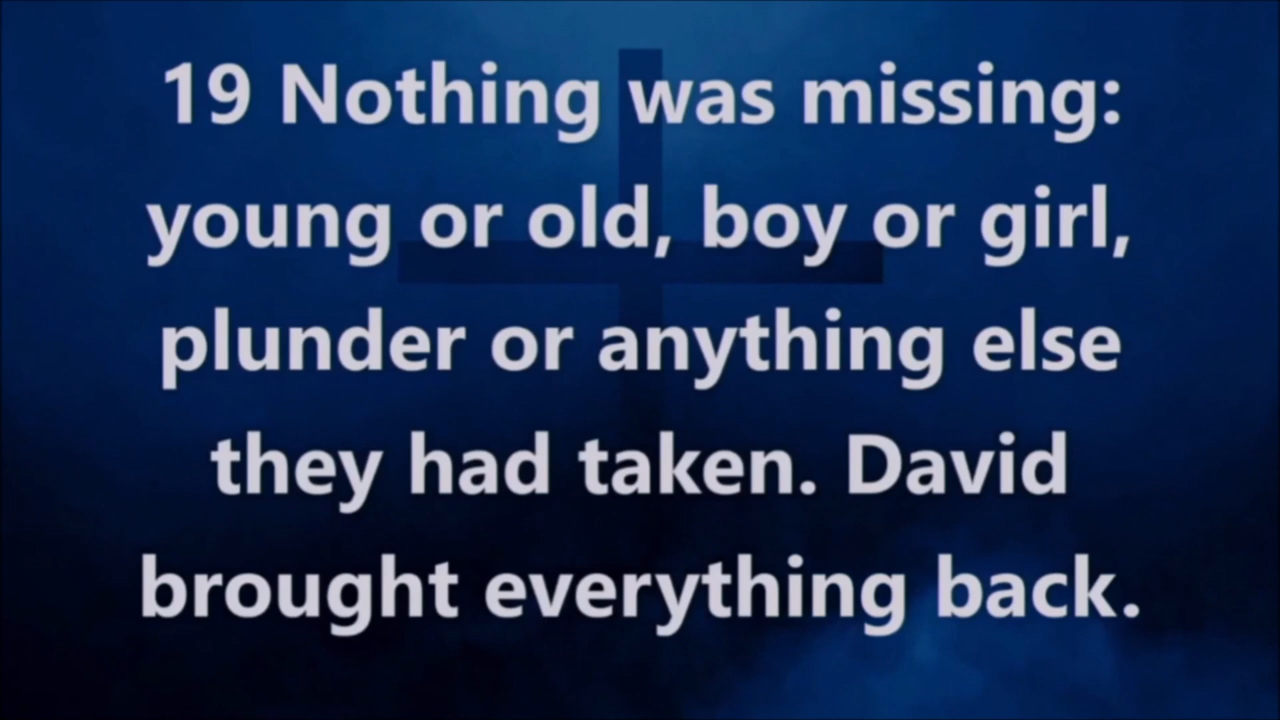 19 Nothing was missing:
young or old, boy or girl,
plunder or anything else
they had taken. David
brought everything back.